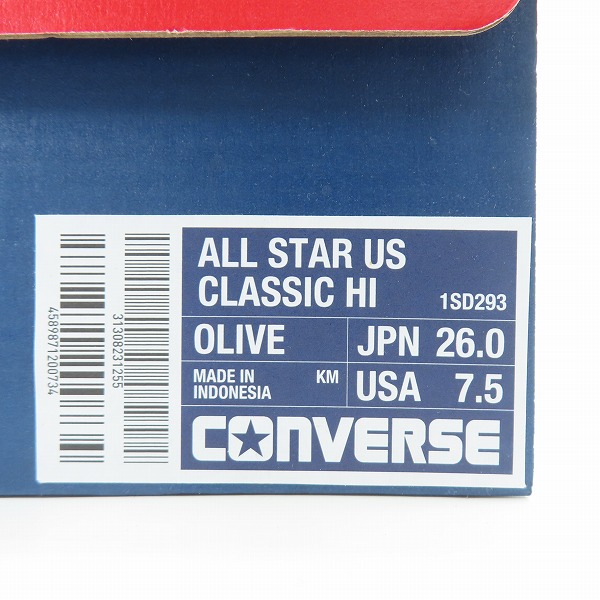 ALL STAR US
CLASSIC HI 1SD293
OLIVE JPN 26.0
MADE IN
INDONESIA KM USA 7.5
CONVERSE
31308231255
4589871200734